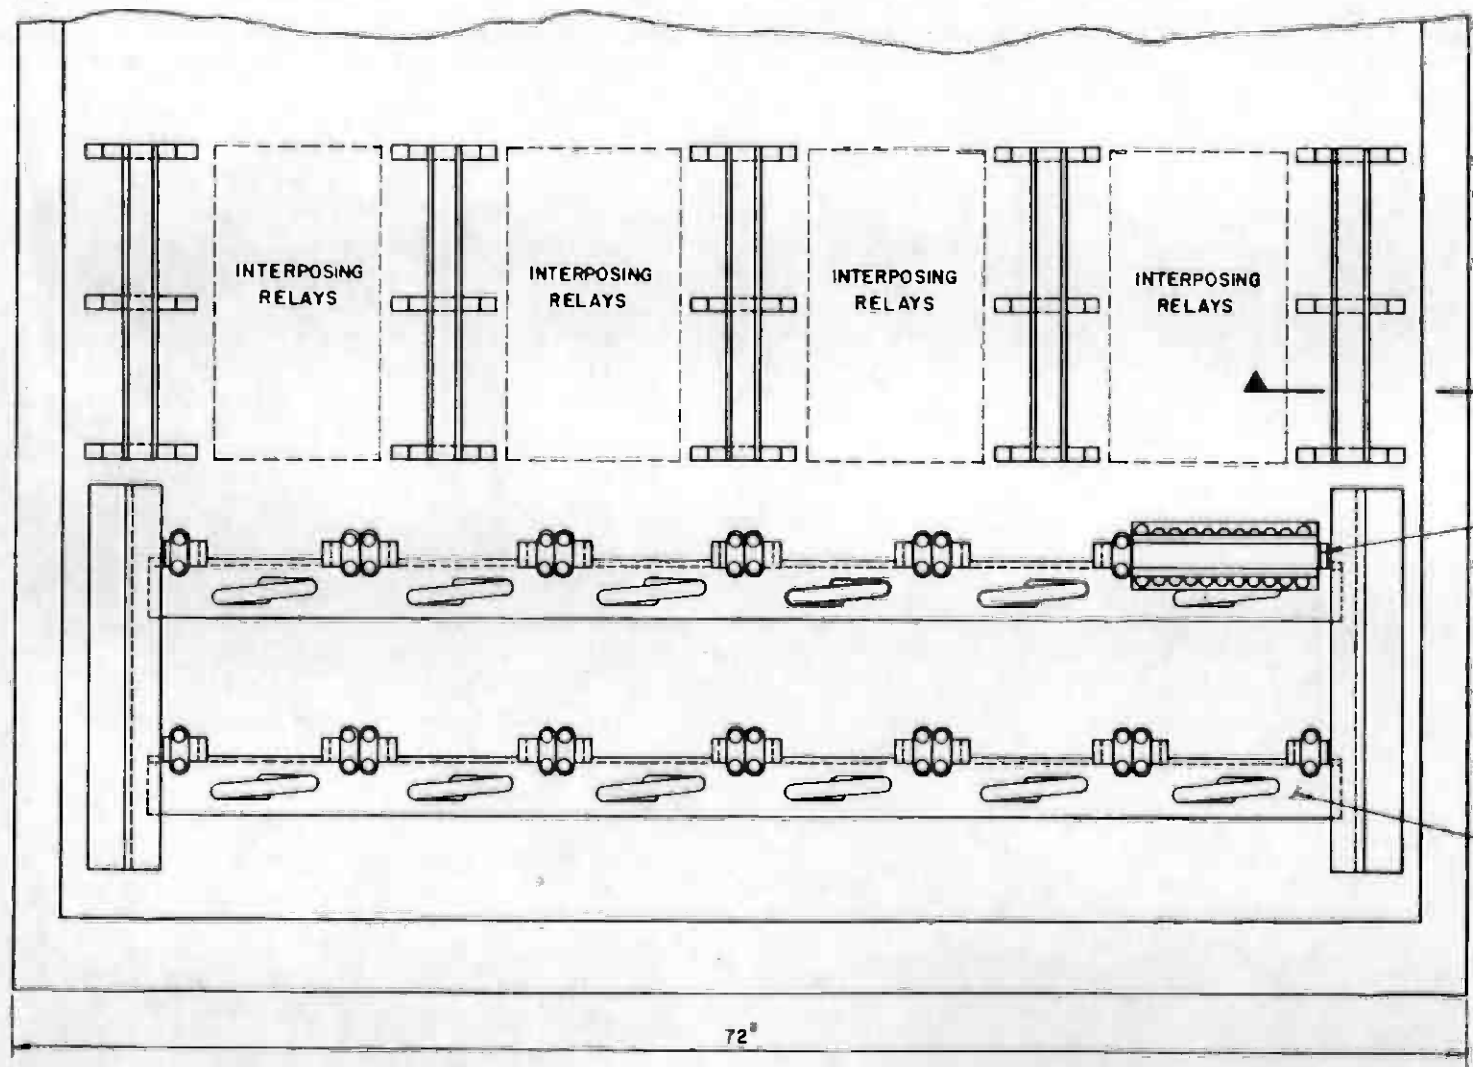 INTERPOSING
RELAYS
INTERPOSING
RELAYS
INTERPOSING
RELAYS
INTERPOSING
RELAYS
72"